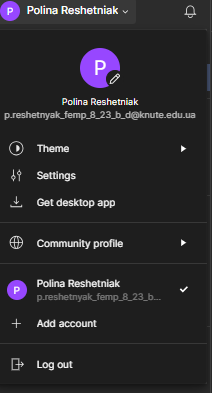 P Polina Reshetniak
P
Polina Reshetniak
p.reshetnyak_femp_8_23_b_d@knute.edu.ua
Theme
Settings
Get desktop app
Community profile
P Polina Reshetniak
p.reshetnyak_femp_8_23_b...
Add account
Log out